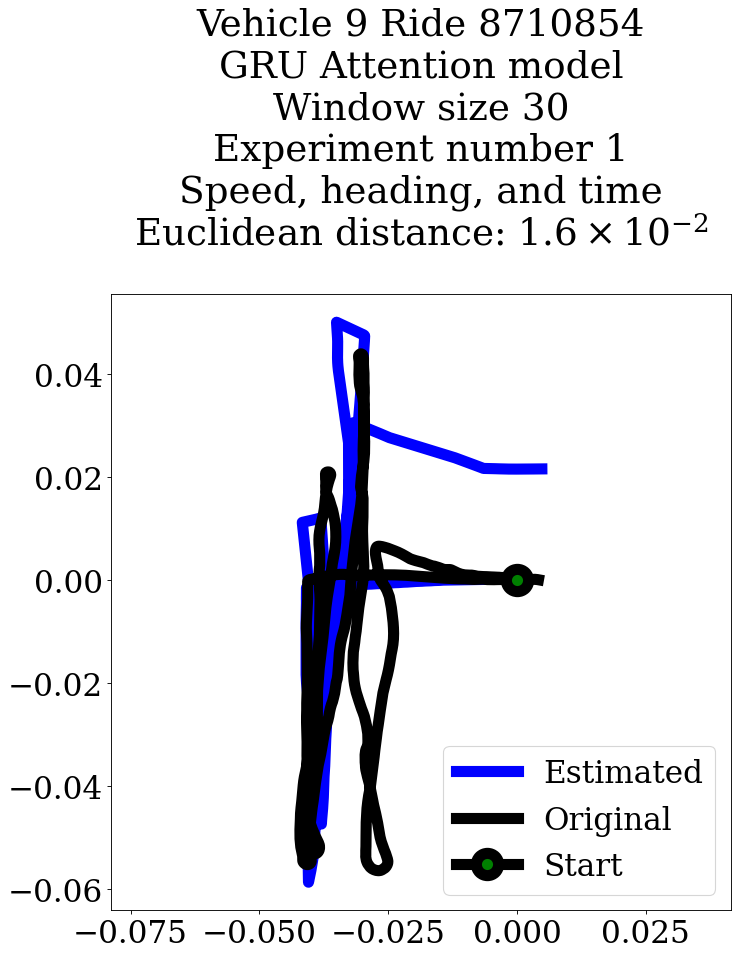 Vehicle 9 Ride 8710854
GRU Attention model
Window size 30
Experiment number 1
Speed, heading, and time
Euclidean distance: 1.6 × 10⁻²
0.04
0.02
0.00
−0.02
−0.04
−0.06
Estimated
Original
Start
−0.075 −0.050 −0.025 0.000 0.025